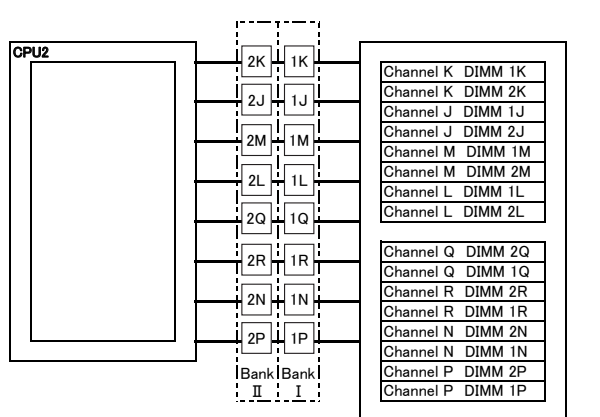 CPU2
2K 1K
2J 1J
2M 1M
2L 1L
2Q 1Q
2R 1R
2N 1N
2P 1P
Bank Bank
Ⅱ Ⅰ
Channel K DIMM 1K
Channel K DIMM 2K
Channel J DIMM 1J
Channel J DIMM 2J
Channel M DIMM 1M
Channel M DIMM 2M
Channel L DIMM 1L
Channel L DIMM 2L
Channel Q DIMM 2Q
Channel Q DIMM 1Q
Channel R DIMM 2R
Channel R DIMM 1R
Channel N DIMM 2N
Channel N DIMM 1N
Channel P DIMM 2P
Channel P DIMM 1P